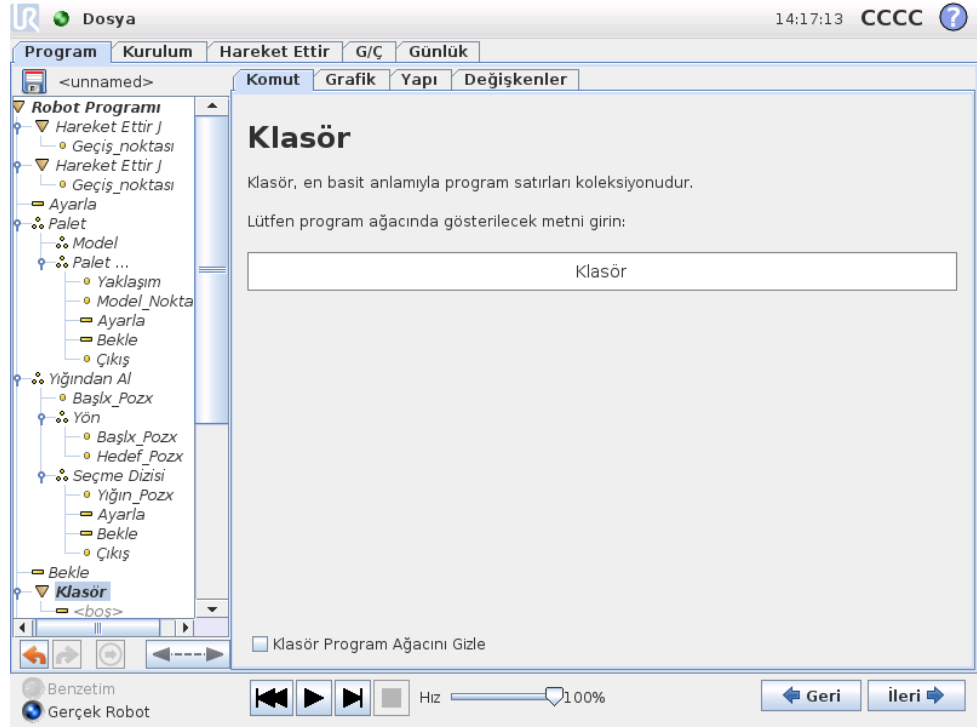 UR Dosya 14:17:13 CCCC ?
Program Kurulum Hareket Ettir G/Ç Günlük
<unnamed>
Komut Grafik Yapı Değişkenler
Robot Programı
Hareket Ettir J
Geçiş_noktası
Hareket Ettir J
Geçiş_noktası
Ayarla
Palet
Model
Palet ...
Yaklaşım
Model_Nokta
Ayarla
Bekle
Çıkış
Yığından Al
Başlx_Pozx
Yön
Başlx_Pozx
Hedef_Pozx
Seçme Dizisi
Yığın_Pozx
Ayarla
Bekle
Çıkış
Bekle
Klasör
<boş>
Klasör
Klasör, en basit anlamıyla program satırları koleksiyonudur.
Lütfen program ağacında gösterilecek metni girin:
Klasör
Klasör Program Ağacını Gizle
Benzetim
Gerçek Robot
Hız 100%
Geri İleri